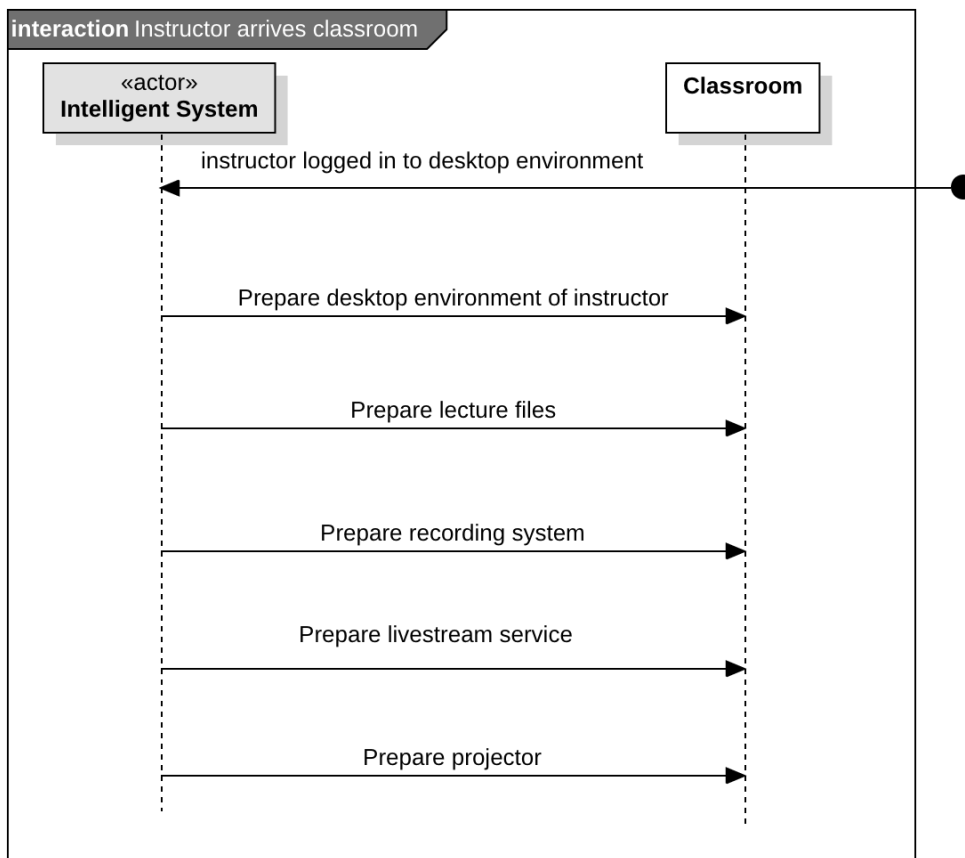 interaction Instructor arrives classroom
«actor»
Intelligent System
Classroom
instructor logged in to desktop environment
Prepare desktop environment of instructor
Prepare lecture files
Prepare recording system
Prepare livestream service
Prepare projector